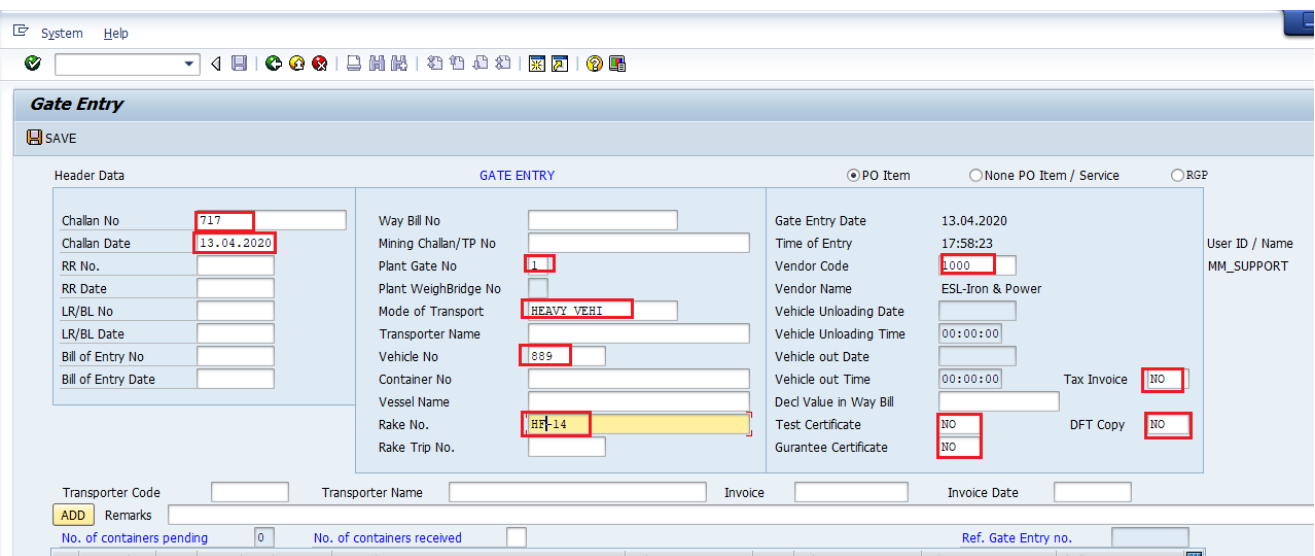 System Help
Gate Entry
SAVE
Header Data GATE ENTRY PO Item None PO Item / Service RGP
Challan No 717 Way Bill No Gate Entry Date 13.04.2020
Challan Date 13.04.2020 Mining Challan/TP No Time of Entry 17:58:23 User ID / Name
RR No. Plant Gate No 1 Vendor Code 1000 MM_SUPPORT
RR Date Plant WeighBridge No Vendor Name ESL-Iron & Power
LR/BL No Mode of Transport HEAVY VEHI Vehicle Unloading Date
LR/BL Date Transporter Name Vehicle Unloading Time 00:00:00
Bill of Entry No Vehicle No 889 Vehicle out Date
Bill of Entry Date Container No Vehicle out Time 00:00:00 Tax Invoice NO
Vessel Name Decl Value in Way Bill
Rake No. HF-14 Test Certificate NO DFT Copy NO
Rake Trip No. Gurantee Certificate NO
Transporter Code Transporter Name Invoice Invoice Date
ADD Remarks
No. of containers pending 0 No. of containers received Ref. Gate Entry no.